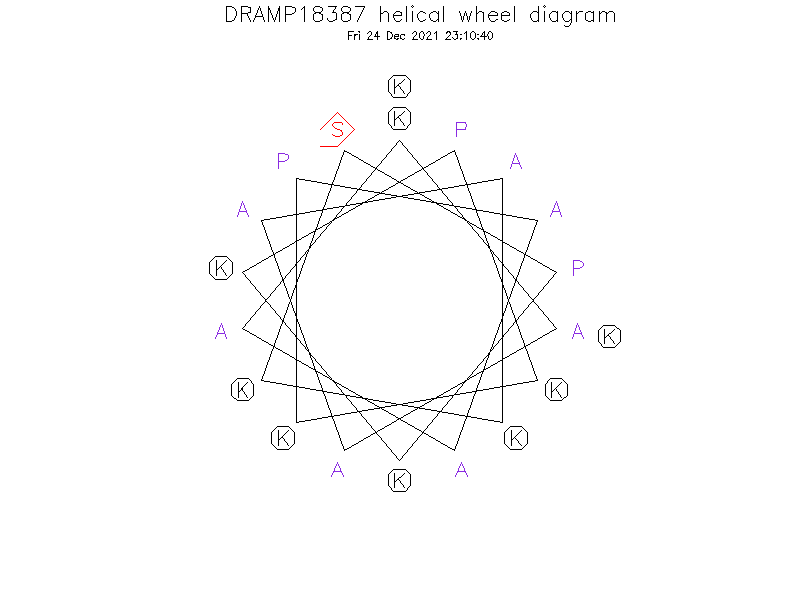 DRAMP18387 helical wheel diagram
Fri 24 Dec 2021 23:10:40
K
K
S P
P A
A A
K P
A A K
K K
K K
A A
K